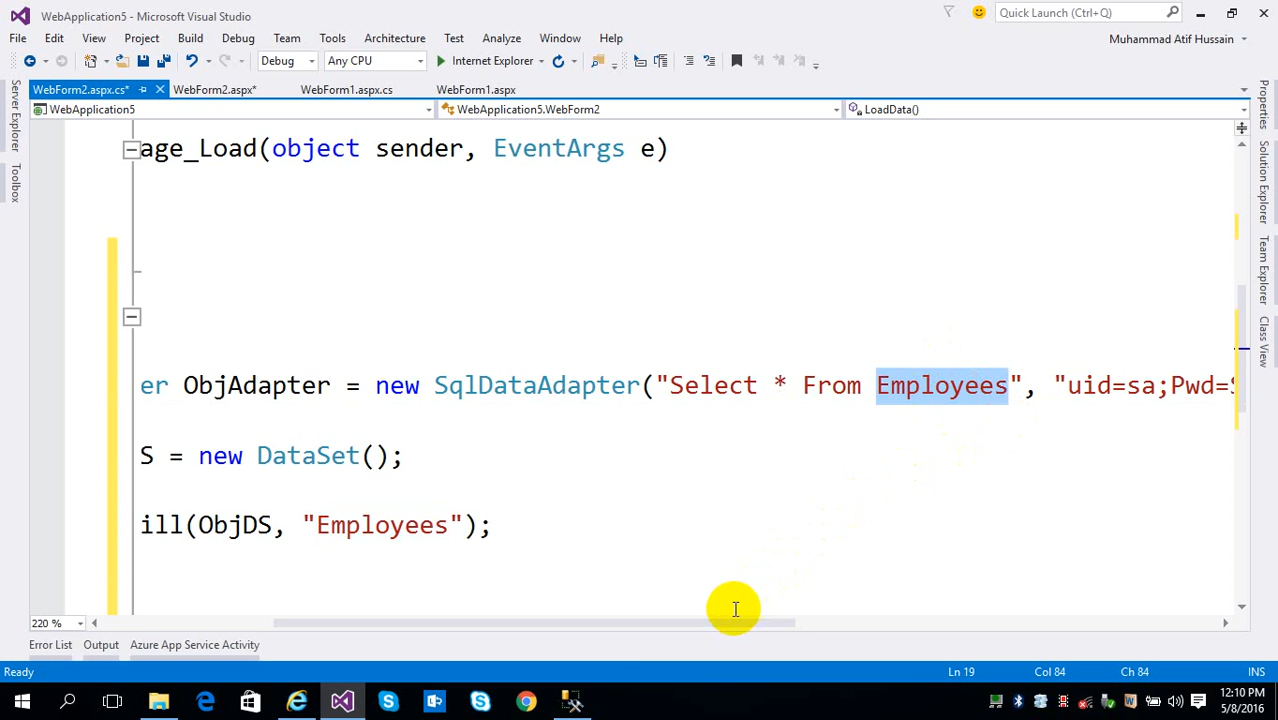 WebApplication5 - Microsoft Visual Studio
Quick Launch (Ctrl+Q)
File Edit View Project Build Debug Team Tools Architecture Test Analyze Window Help
Muhammad Atif Hussain
Debug Any CPU Internet Explorer
WebForm2.aspx.cs* WebForm2.aspx* WebForm1.aspx.cs WebForm1.aspx
WebApplication5 WebApplication5.WebForm2 LoadData()
Server Explorer
Toolbox
Properties
Solution Explorer
Team Explorer
Class View
age_Load(object sender, EventArgs e)
er ObjAdapter = new SqlDataAdapter("Select * From Employees", "uid=sa;Pwd=
S = new DataSet();
ill(ObjDS, "Employees");
220 %
Error List Output Azure App Service Activity
Ready Ln 19 Col 84 Ch 84 INS
12:10 PM
5/8/2016